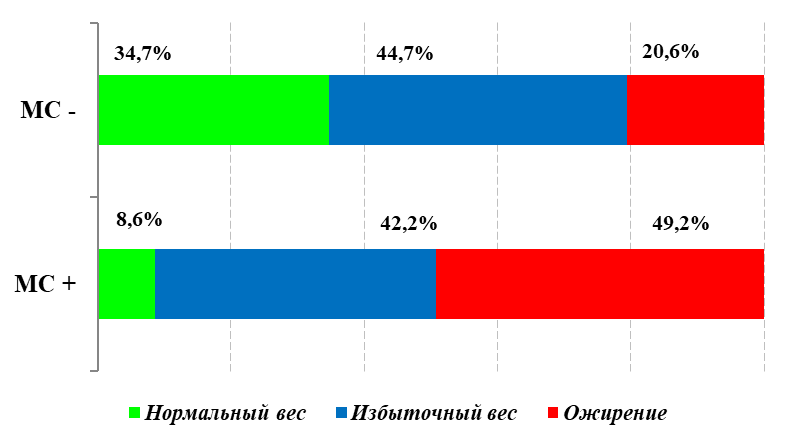 34,7% 44,7% 20,6%
МС -
8,6% 42,2% 49,2%
МС +
Нормальный вес Избыточный вес Ожирение